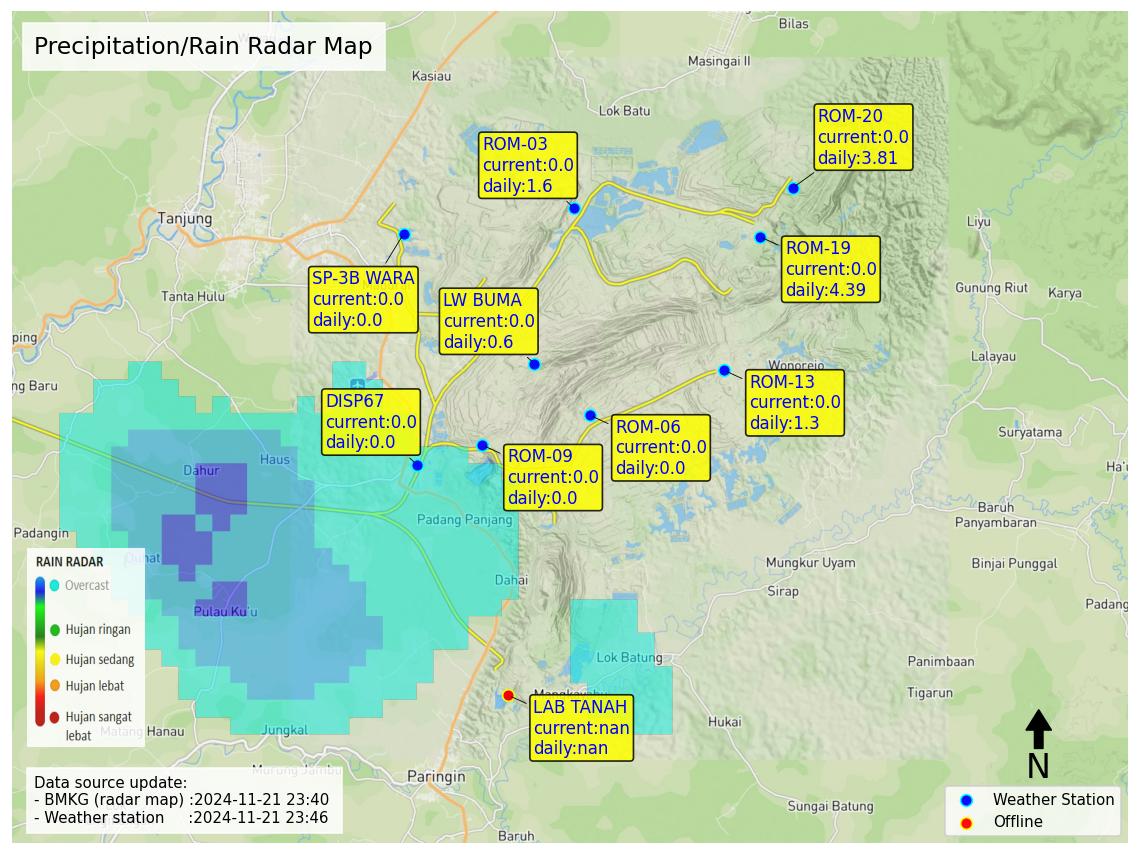 Precipitation/Rain Radar Map
Bilas
Masingai II
Kasiau
Lok Batu
ROM-20
current:0.0
daily:3.81
ROM-03
current:0.0
daily:1.6
Tanjung
Liyu
ROM-19
current:0.0
daily:4.39
SP-3B WARA
current:0.0
daily:0.0
Tanta Hulu
LW BUMA
current:0.0
daily:0.6
Gunung Riut
Karya
ping
Lalayau
Wonorejo
ng Baru
ROM-13
current:0.0
daily:1.3
DISP67
current:0.0
daily:0.0
ROM-06
current:0.0
daily:0.0
Suryatama
ROM-09
current:0.0
daily:0.0
Haus
Dahur
Ha'u
Baruh
Panyambaran
Padang Panjang
Padangin
Mungkur Uyam
Binjai Punggal
RAIN RADAR
Overcast
Hujan ringan
Hujan sedang
Hujan lebat
Hujan sangat
lebat
Dahai
Sirap
Padang
Pulau Ku'u
Lok Batung
Panimbaan
Tigarun
LAB TANAH
current:nan
daily:nan
Hukai
Jungkal
Matang Hanau
Murung Jambu
Paringin
N
Data source update:
- BMKG (radar map) :2024-11-21 23:40
- Weather station :2024-11-21 23:46
Sungai Batung
Baruh
Weather Station
Offline